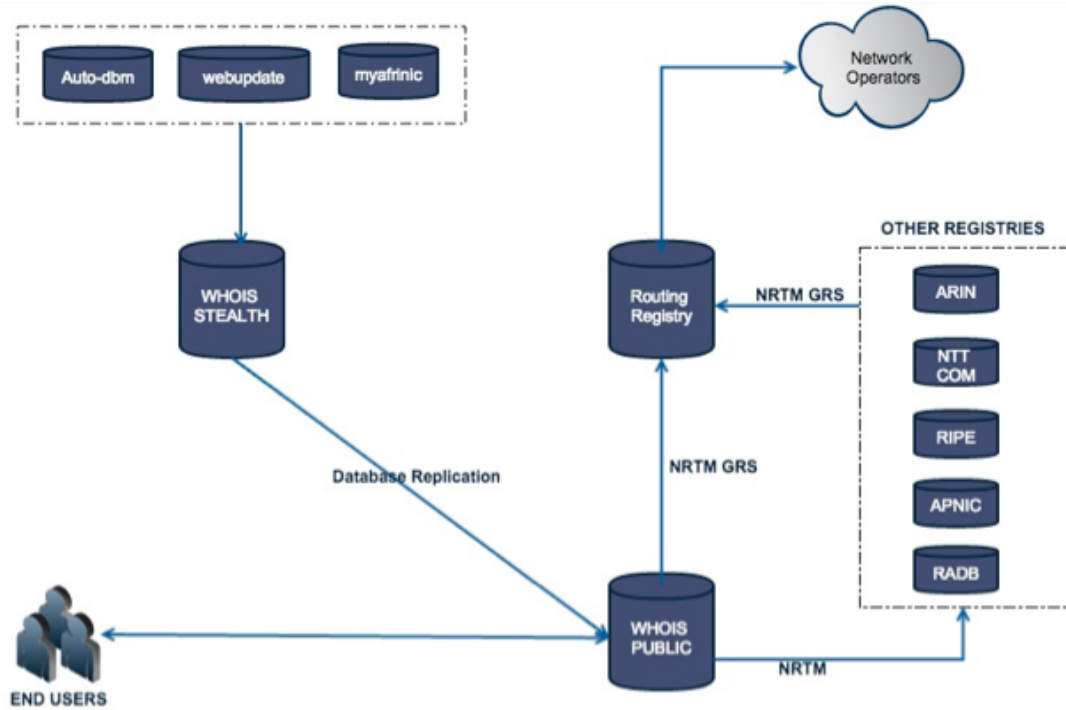 Auto-dbm
webupdate
myafrinic
Network
Operators
WHOIS
STEALTH
Routing
Registry
OTHER REGISTRIES
NRTM GRS
ARIN
NTT
COM
RIPE
APNIC
RADB
NRTM GRS
Database Replication
WHOIS
PUBLIC
NRTM
END USERS